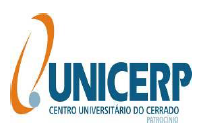 UNICERP
CENTRO UNIVERSITÁRIO DO CERRADO
PATROCÍNIO